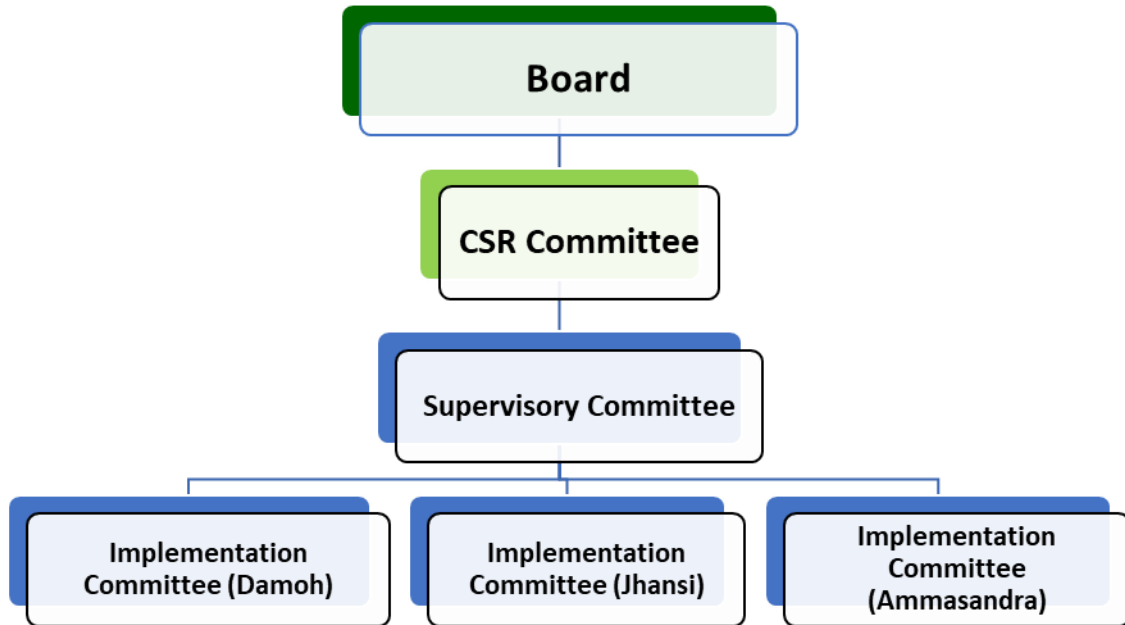 Board
CSR Committee
Supervisory Committee
Implementation
Committee (Damoh)
Implementation
Committee (Jhansi)
Implementation
Committee
(Ammasandra)